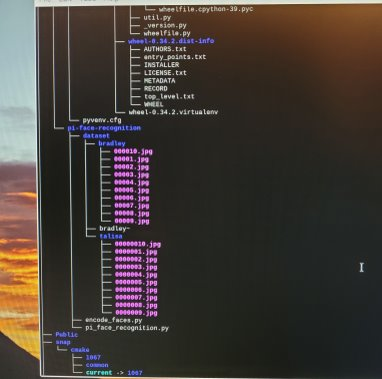 wheelfile.cpython-39.pyc
util.py
_version.py
wheelfile.py
wheel-0.34.2.dist-info
AUTHORS.txt
entry_points.txt
INSTALLER
LICENSE.txt
METADATA
RECORD
top_level.txt
WHEEL
wheel-0.34.2.virtualenv
pyvenv.cfg
pi-face-recognition
dataset
bradley
000010.jpg
00001.jpg
00002.jpg
00003.jpg
00004.jpg
00005.jpg
00006.jpg
00007.jpg
00008.jpg
00009.jpg
bradley~
talisa
00000010.jpg
0000001.jpg
0000002.jpg
0000003.jpg
0000004.jpg
0000005.jpg
0000006.jpg
0000007.jpg
0000008.jpg
0000009.jpg
encode_faces.py
pi_face_recognition.py
Public
snap
cmake
1067
common
current -> 1067